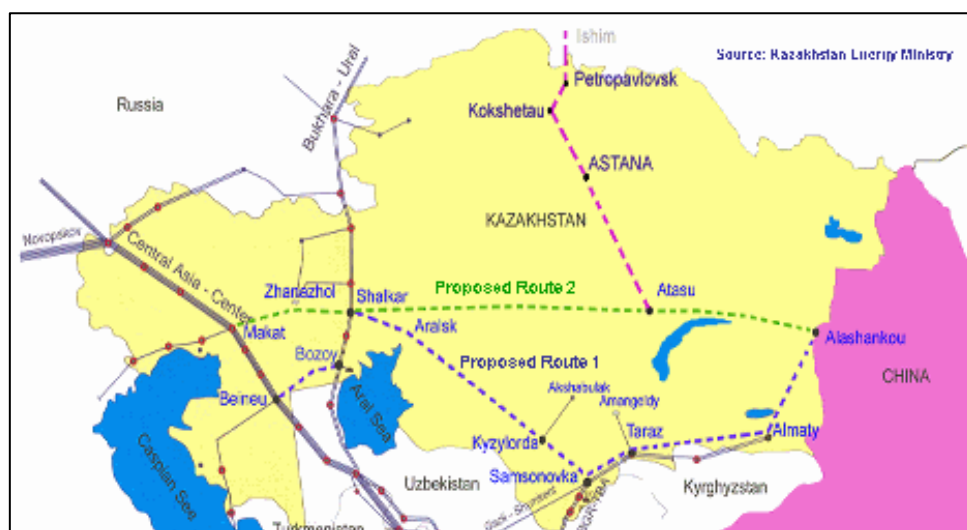 Ishim
Source: Kazakhstan Energy Ministry
Petropavlovsk
Russia
Bukhara - Ural
Kokshetau
ASTANA
KAZAKHSTAN
Novopskov
Central Asia - Center
Zhanazhol
Shalkar
Proposed Route 2
Atasu
Makat
Aralsk
Alashankou
Bozoy
Proposed Route 1
CHINA
Beineu
Akshabulak
Amangeldy
Aral Sea
Kyzylorda
Taraz
Almaty
Caspian Sea
Samsonovka
Uzbekistan
Kyrghyzstan
Turkmenistan